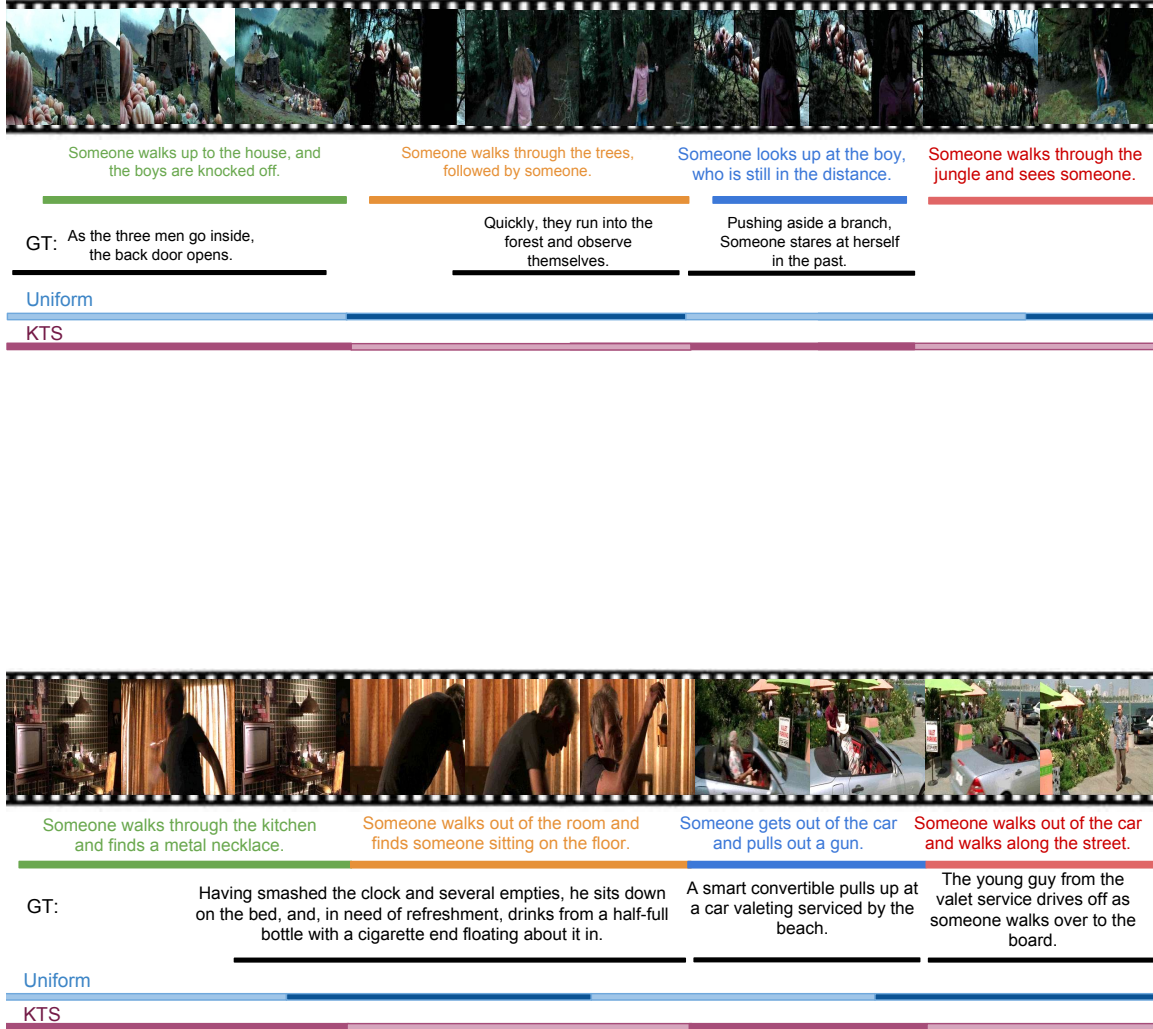 Someone walks up to the house, and
the boys are knocked off.
Someone walks through the trees,
followed by someone.
Someone looks up at the boy,
who is still in the distance.
Someone walks through the
jungle and sees someone.
GT:
As the three men go inside,
the back door opens.
Quickly, they run into the
forest and observe
themselves.
Pushing aside a branch,
Someone stares at herself
in the past.
Uniform
KTS
Someone walks through the kitchen
and finds a metal necklace.
Someone walks out of the room and
finds someone sitting on the floor.
Someone gets out of the car
and pulls out a gun.
Someone walks out of the car
and walks along the street.
GT:
Having smashed the clock and several empties, he sits down
on the bed, and, in need of refreshment, drinks from a half-full
bottle with a cigarette end floating about it in.
A smart convertible pulls up at
a car valeting serviced by the
beach.
The young guy from the
valet service drives off as
someone walks over to the
board.
Uniform
KTS